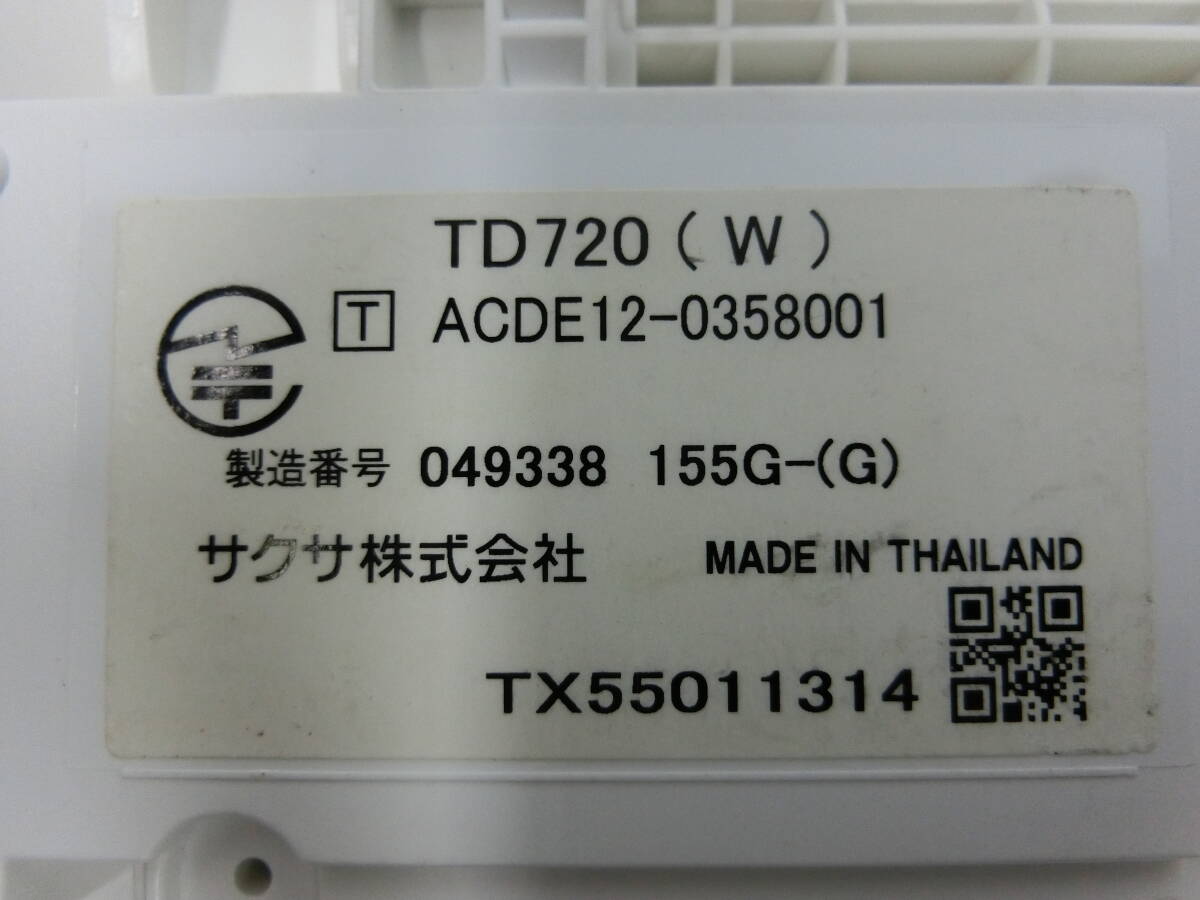 TD720(W)
T ACDE12-0358001
製造番号 049338 155G-(G)
サクサ株式会社 MADE IN THAILAND
TX55011314